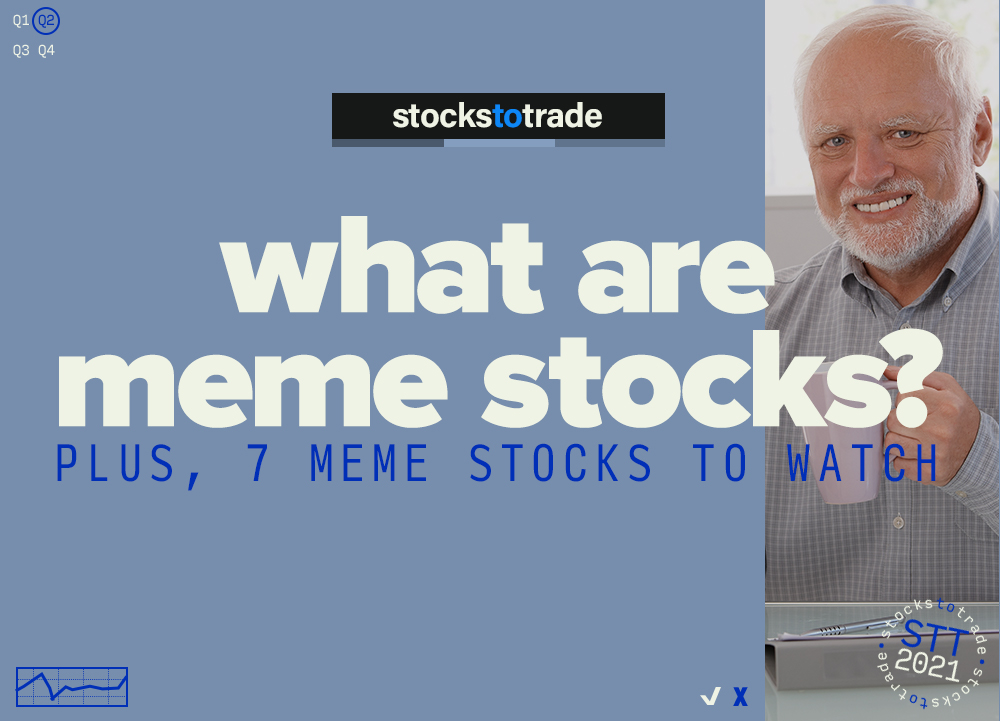 Q1 Q2
Q3 Q4
stockstotrade
what are
meme stocks?
PLUS, 7 MEME STOCKS TO WATCH
stockstotrade • stockstotrade •
STT
2021
X